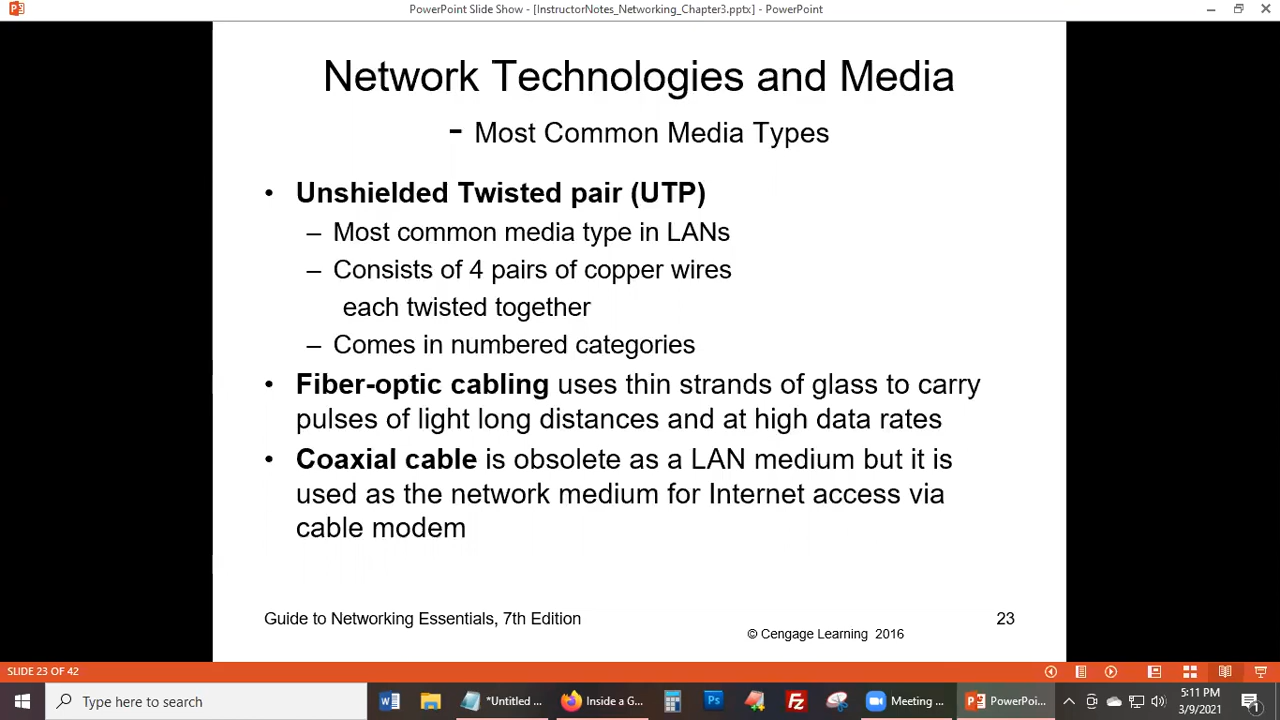 PowerPoint Slide Show - [InstructorNotes_Networking_Chapter3.pptx] - PowerPoint
Network Technologies and Media
- Most Common Media Types
• Unshielded Twisted pair (UTP)
– Most common media type in LANs
– Consists of 4 pairs of copper wires
each twisted together
– Comes in numbered categories
• Fiber-optic cabling uses thin strands of glass to carry
pulses of light long distances and at high data rates
• Coaxial cable is obsolete as a LAN medium but it is
used as the network medium for Internet access via
cable modem
Guide to Networking Essentials, 7th Edition
23
© Cengage Learning 2016
SLIDE 23 OF 42
Type here to search
*Untitled ...
Inside a G...
Meeting ...
PowerPoi...
5:11 PM
3/9/2021